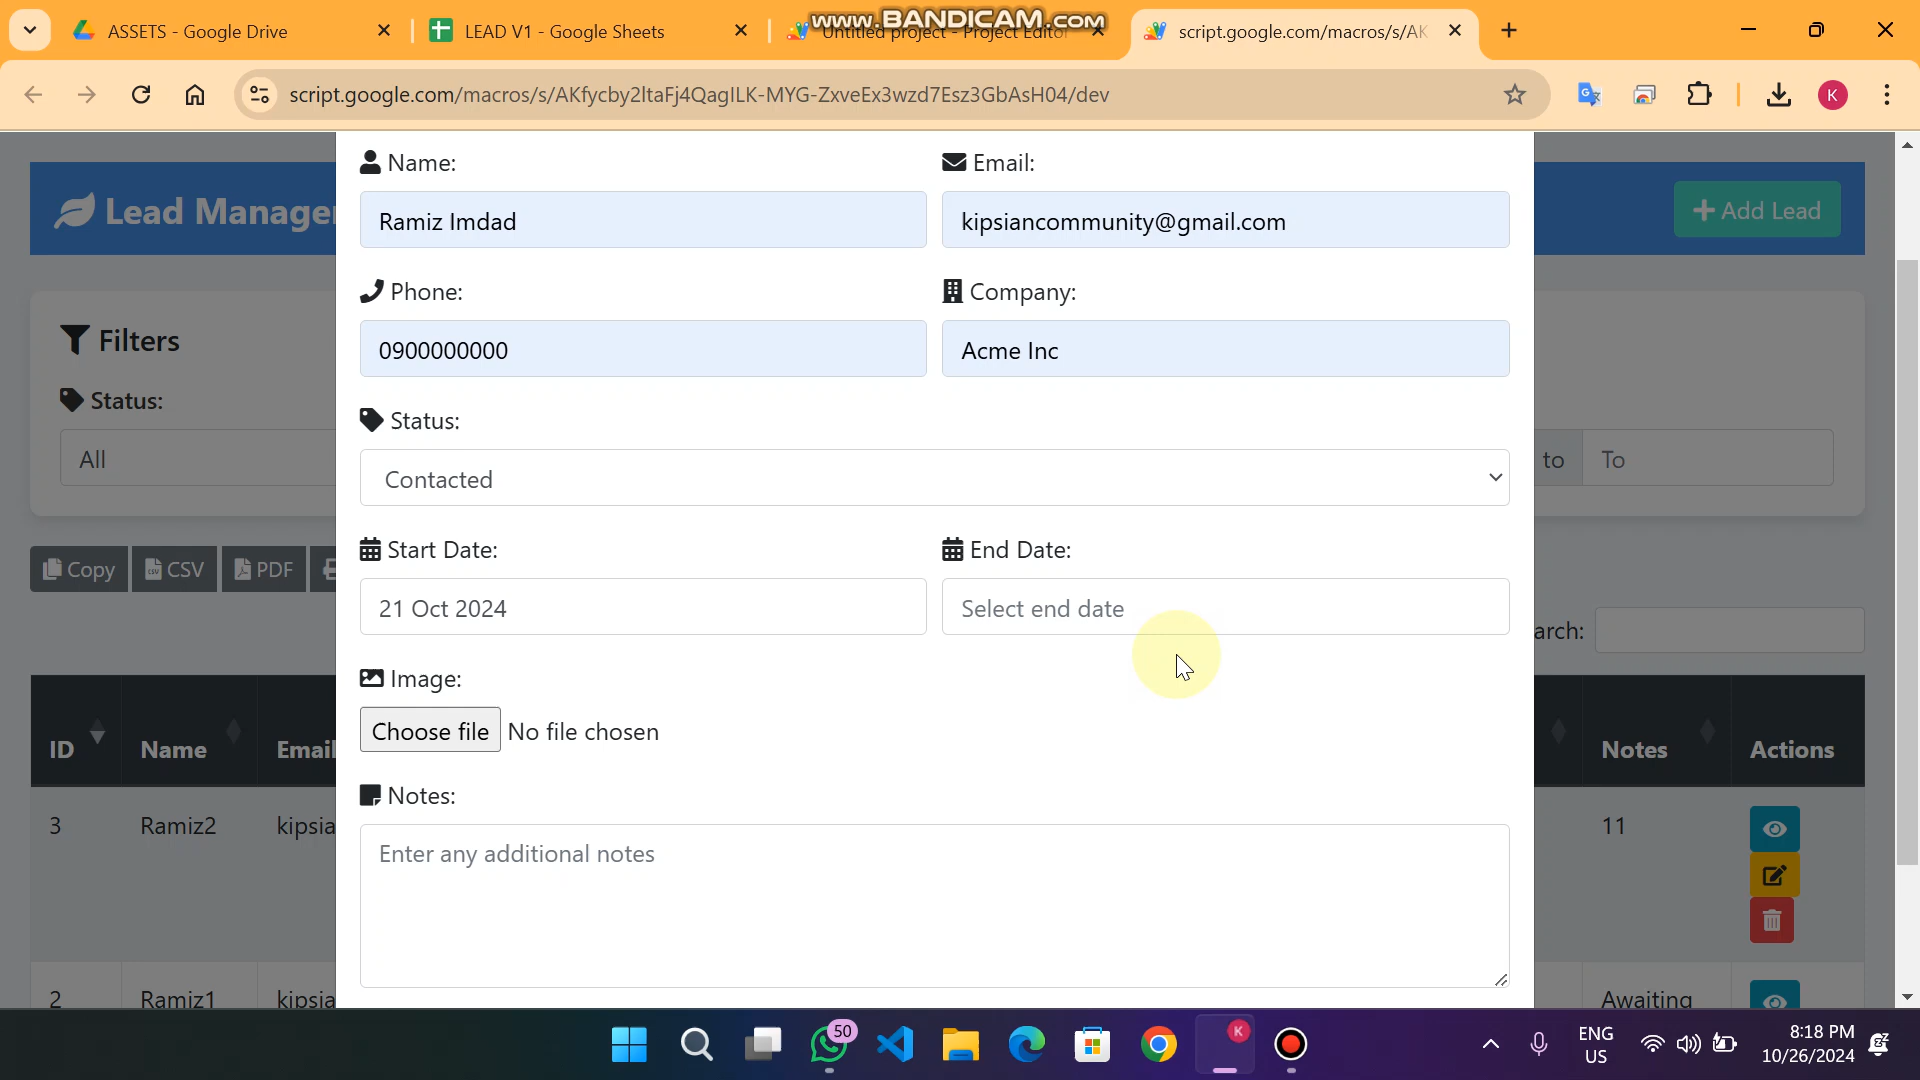 www.BANDICAM.com
ASSETS - Google Drive
LEAD V1 - Google Sheets
Untitled project - Project Editor
script.google.com/macros/s/AK
script.google.com/macros/s/AKfycby2ItaFj4QagILK-MYG-ZxveEx3wzd7Esz3GbAsH04/dev
K
Lead Manager
Add Lead
Name:
Email:
Ramiz Imdad
kipsiancommunity@gmail.com
Phone:
Company:
0900000000
Acme Inc
Filters
Status:
Status:
All
Contacted
to
To
Start Date:
End Date:
21 Oct 2024
Select end date
Copy
CSV
PDF
arch:
Image:
Choose file
No file chosen
ID
Name
Email
Notes
Actions
Notes:
Enter any additional notes
3
Ramiz2
kipsia
11
2
Ramiz1
kipsia
Awaiting
50
K
ENG
US
8:18 PM
10/26/2024